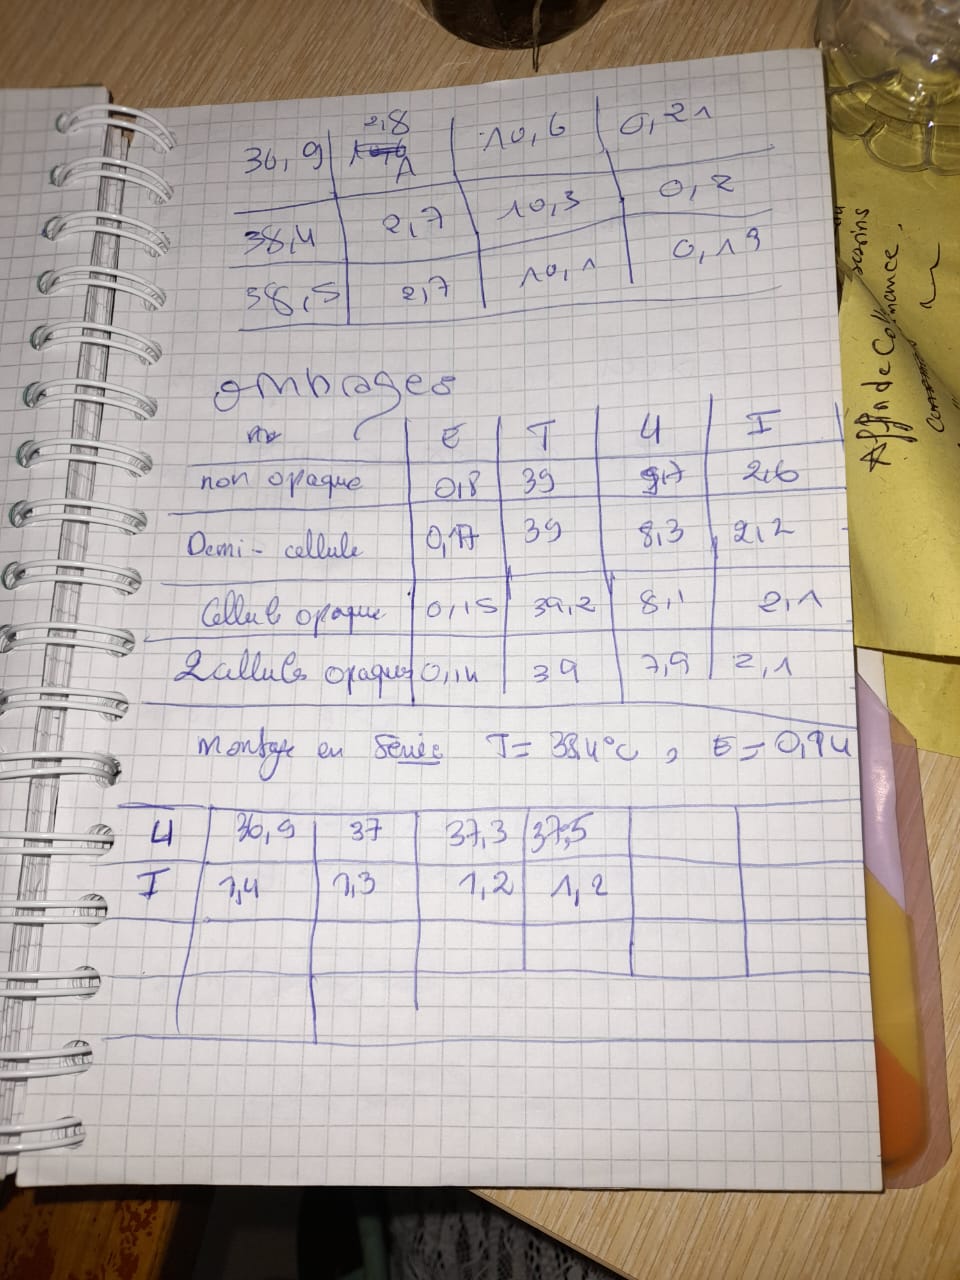 36,9 2,8 A 10,6 0,21
38,4 2,7 10,3 0,2
38,5 2,7 10,1 0,19
ombrages
E T U I
non opaque 0,8 39 9,7 2,6
Demi-cellule 0,17 39 8,3 2,2
Cellule opaque 0,15 39,2 8,1 2,1
2 cellules opaques 0,14 39 7,9 2,1
montage en Série T = 38,4°C , E = 0,94
U 36,9 37 37,3 37,5
I 1,4 1,3 1,2 1,2
Affin de Co